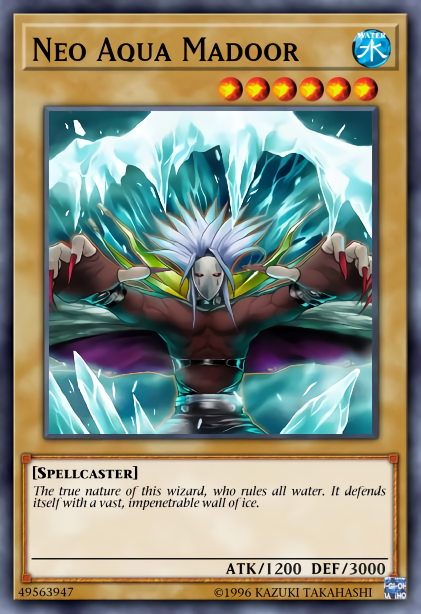 Neo Aqua Madoor
WATER
水
[Spellcaster]
The true nature of this wizard, who rules all water. It defends
itself with a vast, impenetrable wall of ice.
ATK/1200 DEF/3000
49563947
©1996 KAZUKI TAKAHASHI